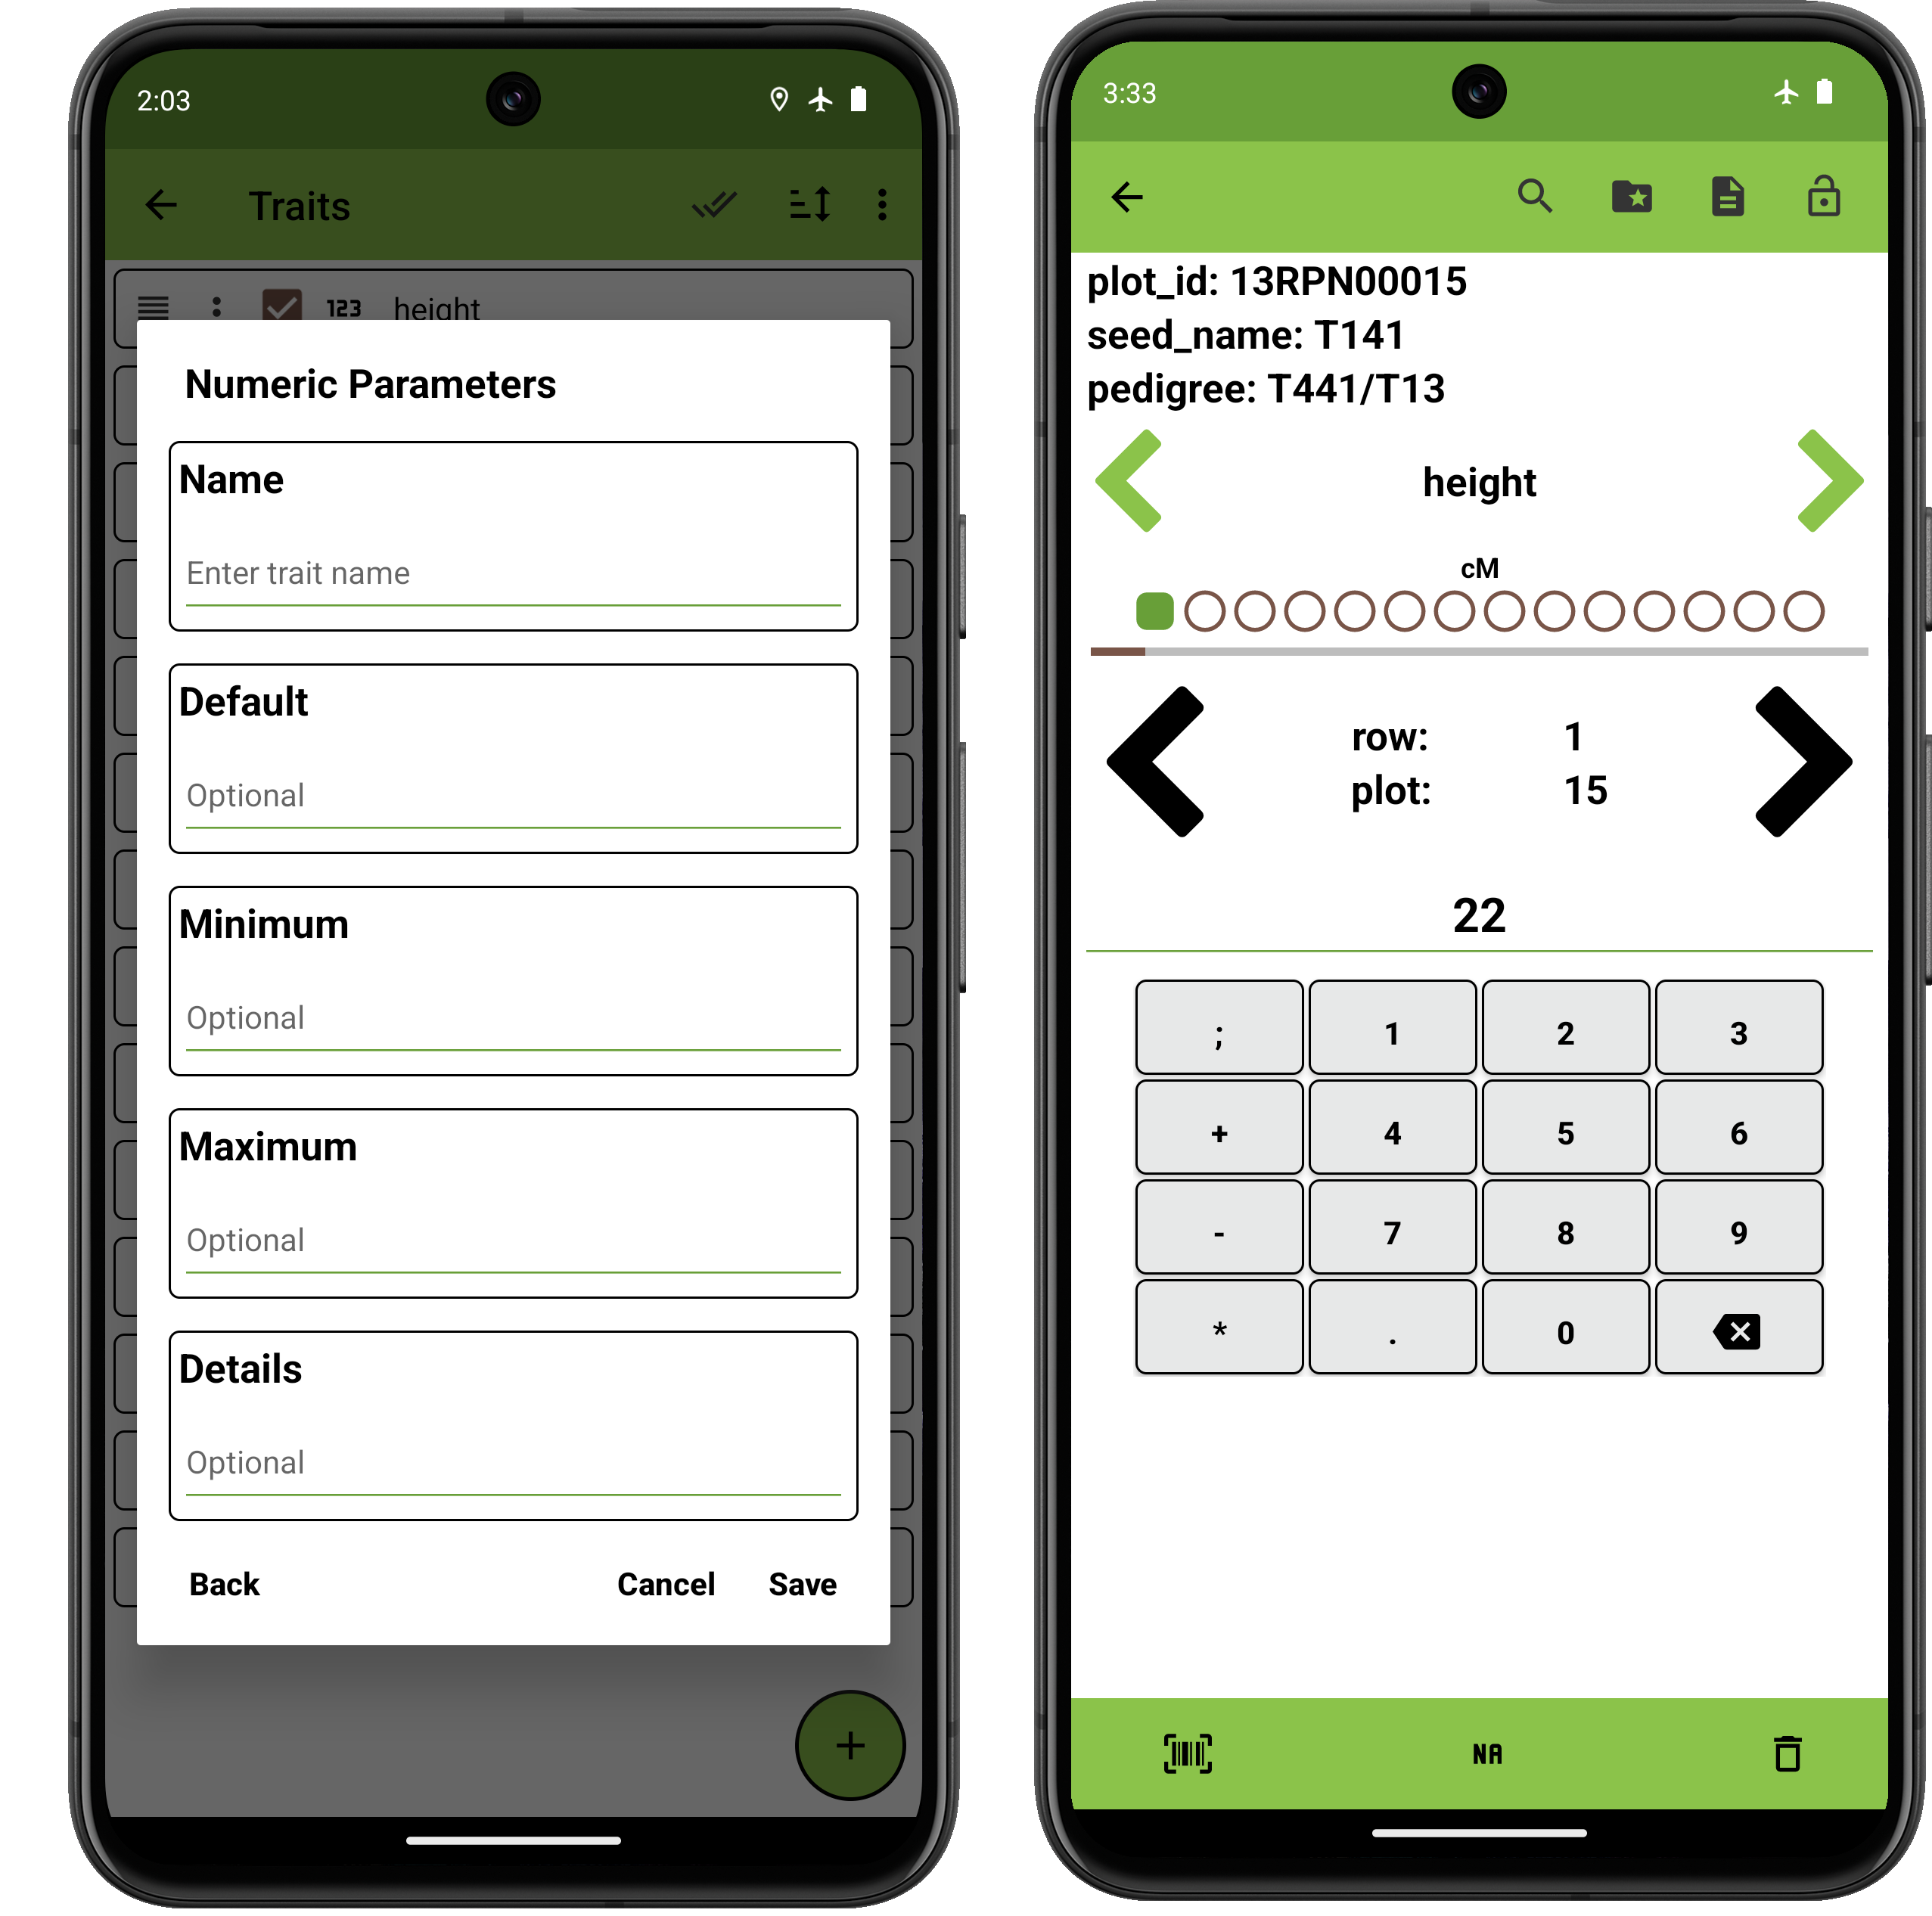 2:03
Traits
123 height
Numeric Parameters
Name
Enter trait name
Default
Optional
Minimum
Optional
Maximum
Optional
Details
Optional
Back Cancel Save
+
3:33
plot_id: 13RPN00015
seed_name: T141
pedigree: T441/T13
height
cM
row: 1
plot: 15
22
; 1 2 3
+ 4 5 6
- 7 8 9
* . 0
NA